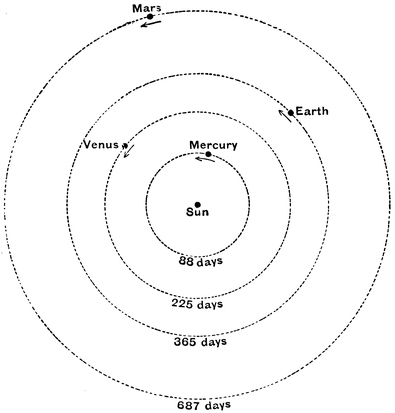 Mars
Earth
Venus
Mercury
Sun
88 days
225 days
365 days
687 days